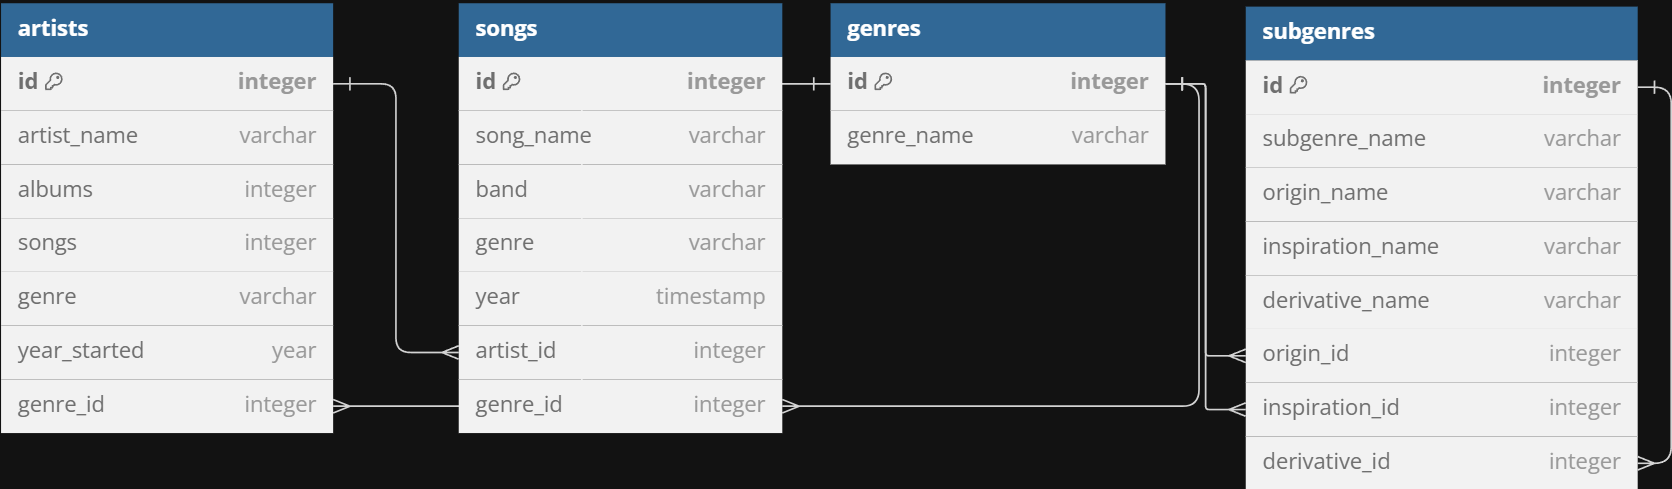 artists
id integer
artist_name varchar
albums integer
songs integer
genre varchar
year_started year
genre_id integer
songs
id integer
song_name varchar
band varchar
genre varchar
year timestamp
artist_id integer
genre_id integer
genres
id integer
genre_name varchar
subgenres
id integer
subgenre_name varchar
origin_name varchar
inspiration_name varchar
derivative_name varchar
origin_id integer
inspiration_id integer
derivative_id integer